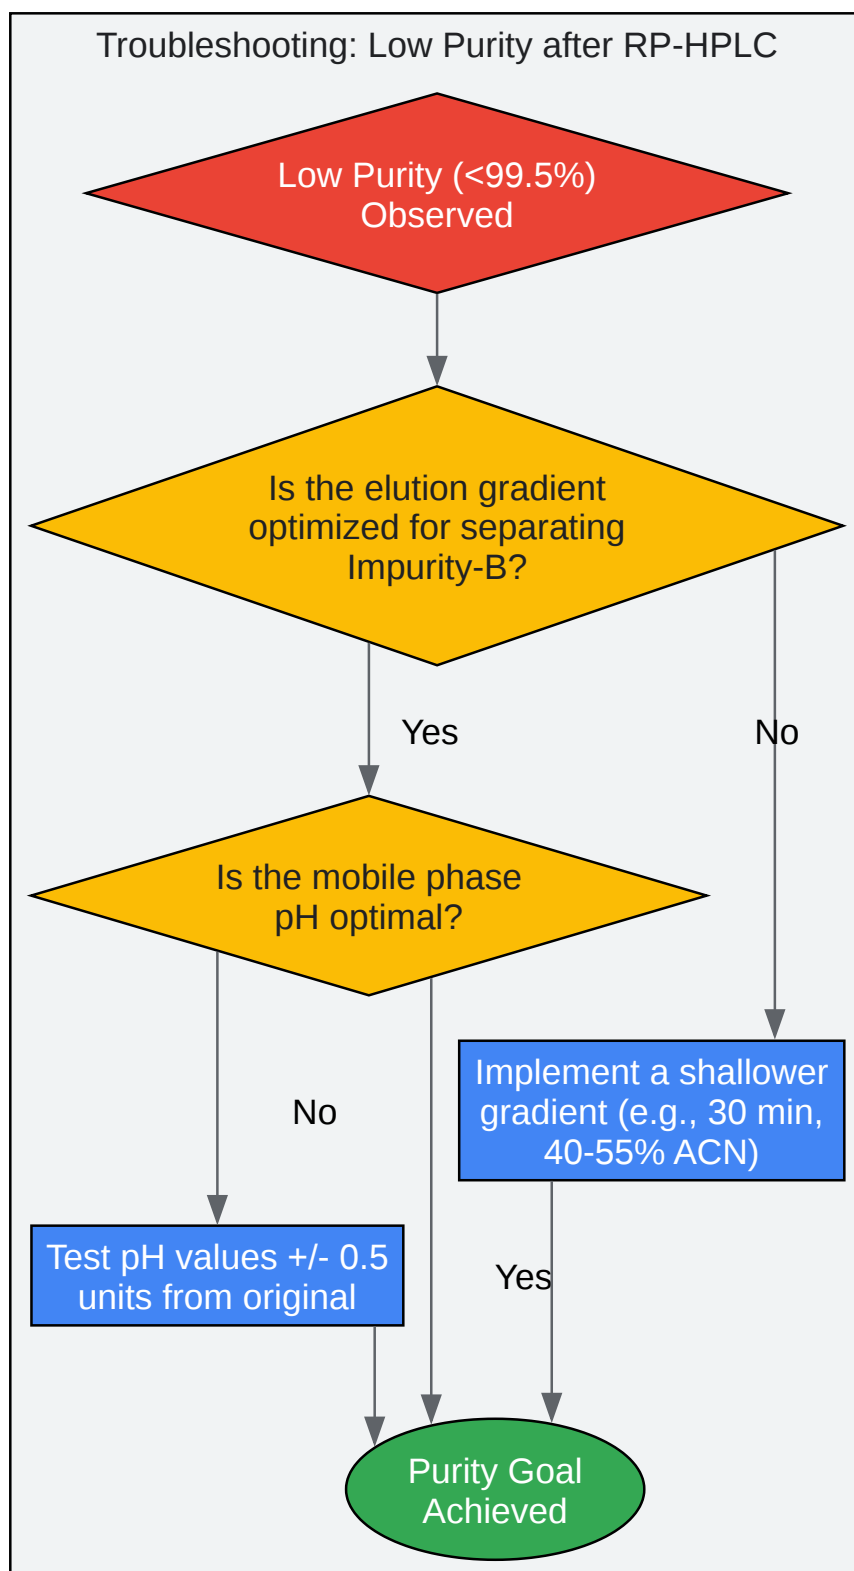 Troubleshooting: Low Purity after RP-HPLC
Low Purity (<99.5%)
Observed
Is the elution gradient
optimized for separating
Impurity-B?
Yes
No
Is the mobile phase
pH optimal?
Implement a shallower
gradient (e.g., 30 min,
40-55% ACN)
No
Test pH values +/- 0.5
units from original
Yes
Purity Goal
Achieved